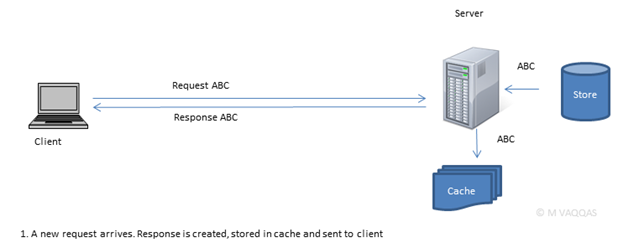 Server
ABC
Request ABC
Store
Response ABC
Client
ABC
Cache
© M VAQQAS
1. A new request arrives. Response is created, stored in cache and sent to client